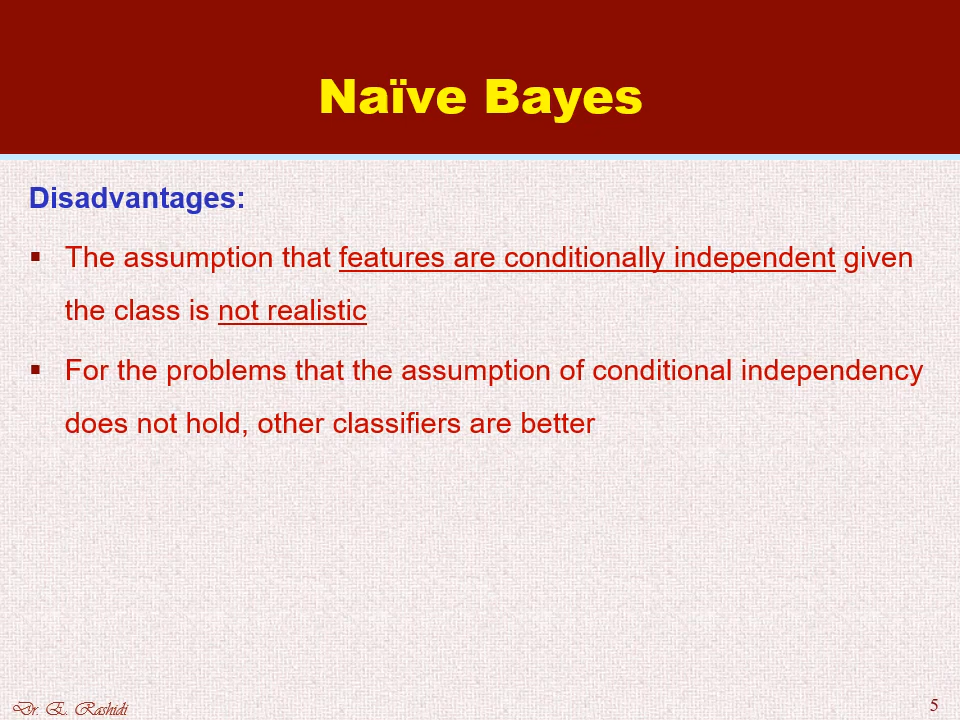 Naïve Bayes
Disadvantages:
▪ The assumption that features are conditionally independent given
the class is not realistic
▪ For the problems that the assumption of conditional independency
does not hold, other classifiers are better
Dr. E. Rashidi
5